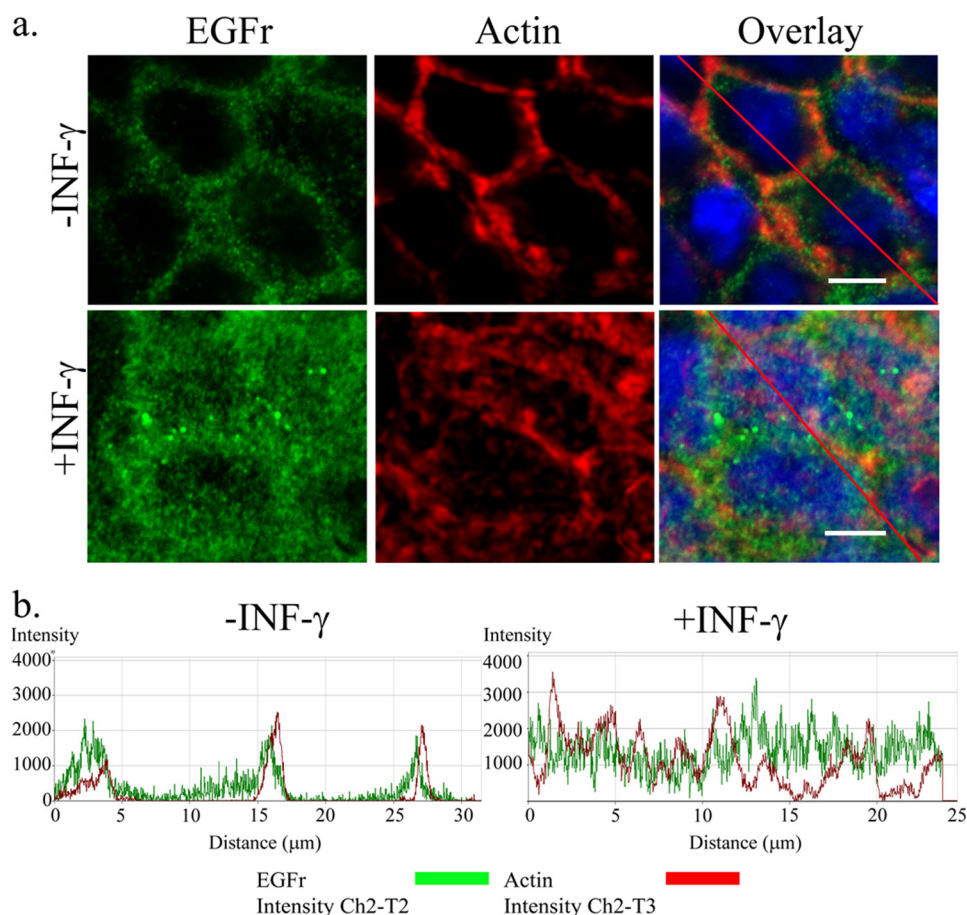 a.
EGFr Actin Overlay
-INF-γ
+INF-γ
b.
-INF-γ +INF-γ
Intensity Intensity
4000 4000
3000 3000
2000 2000
1000 1000
0
0 5 10 15 20 25 30 0 5 10 15 20 25
Distance (μm) Distance (μm)
EGFr Actin
Intensity Ch2-T2 Intensity Ch2-T3